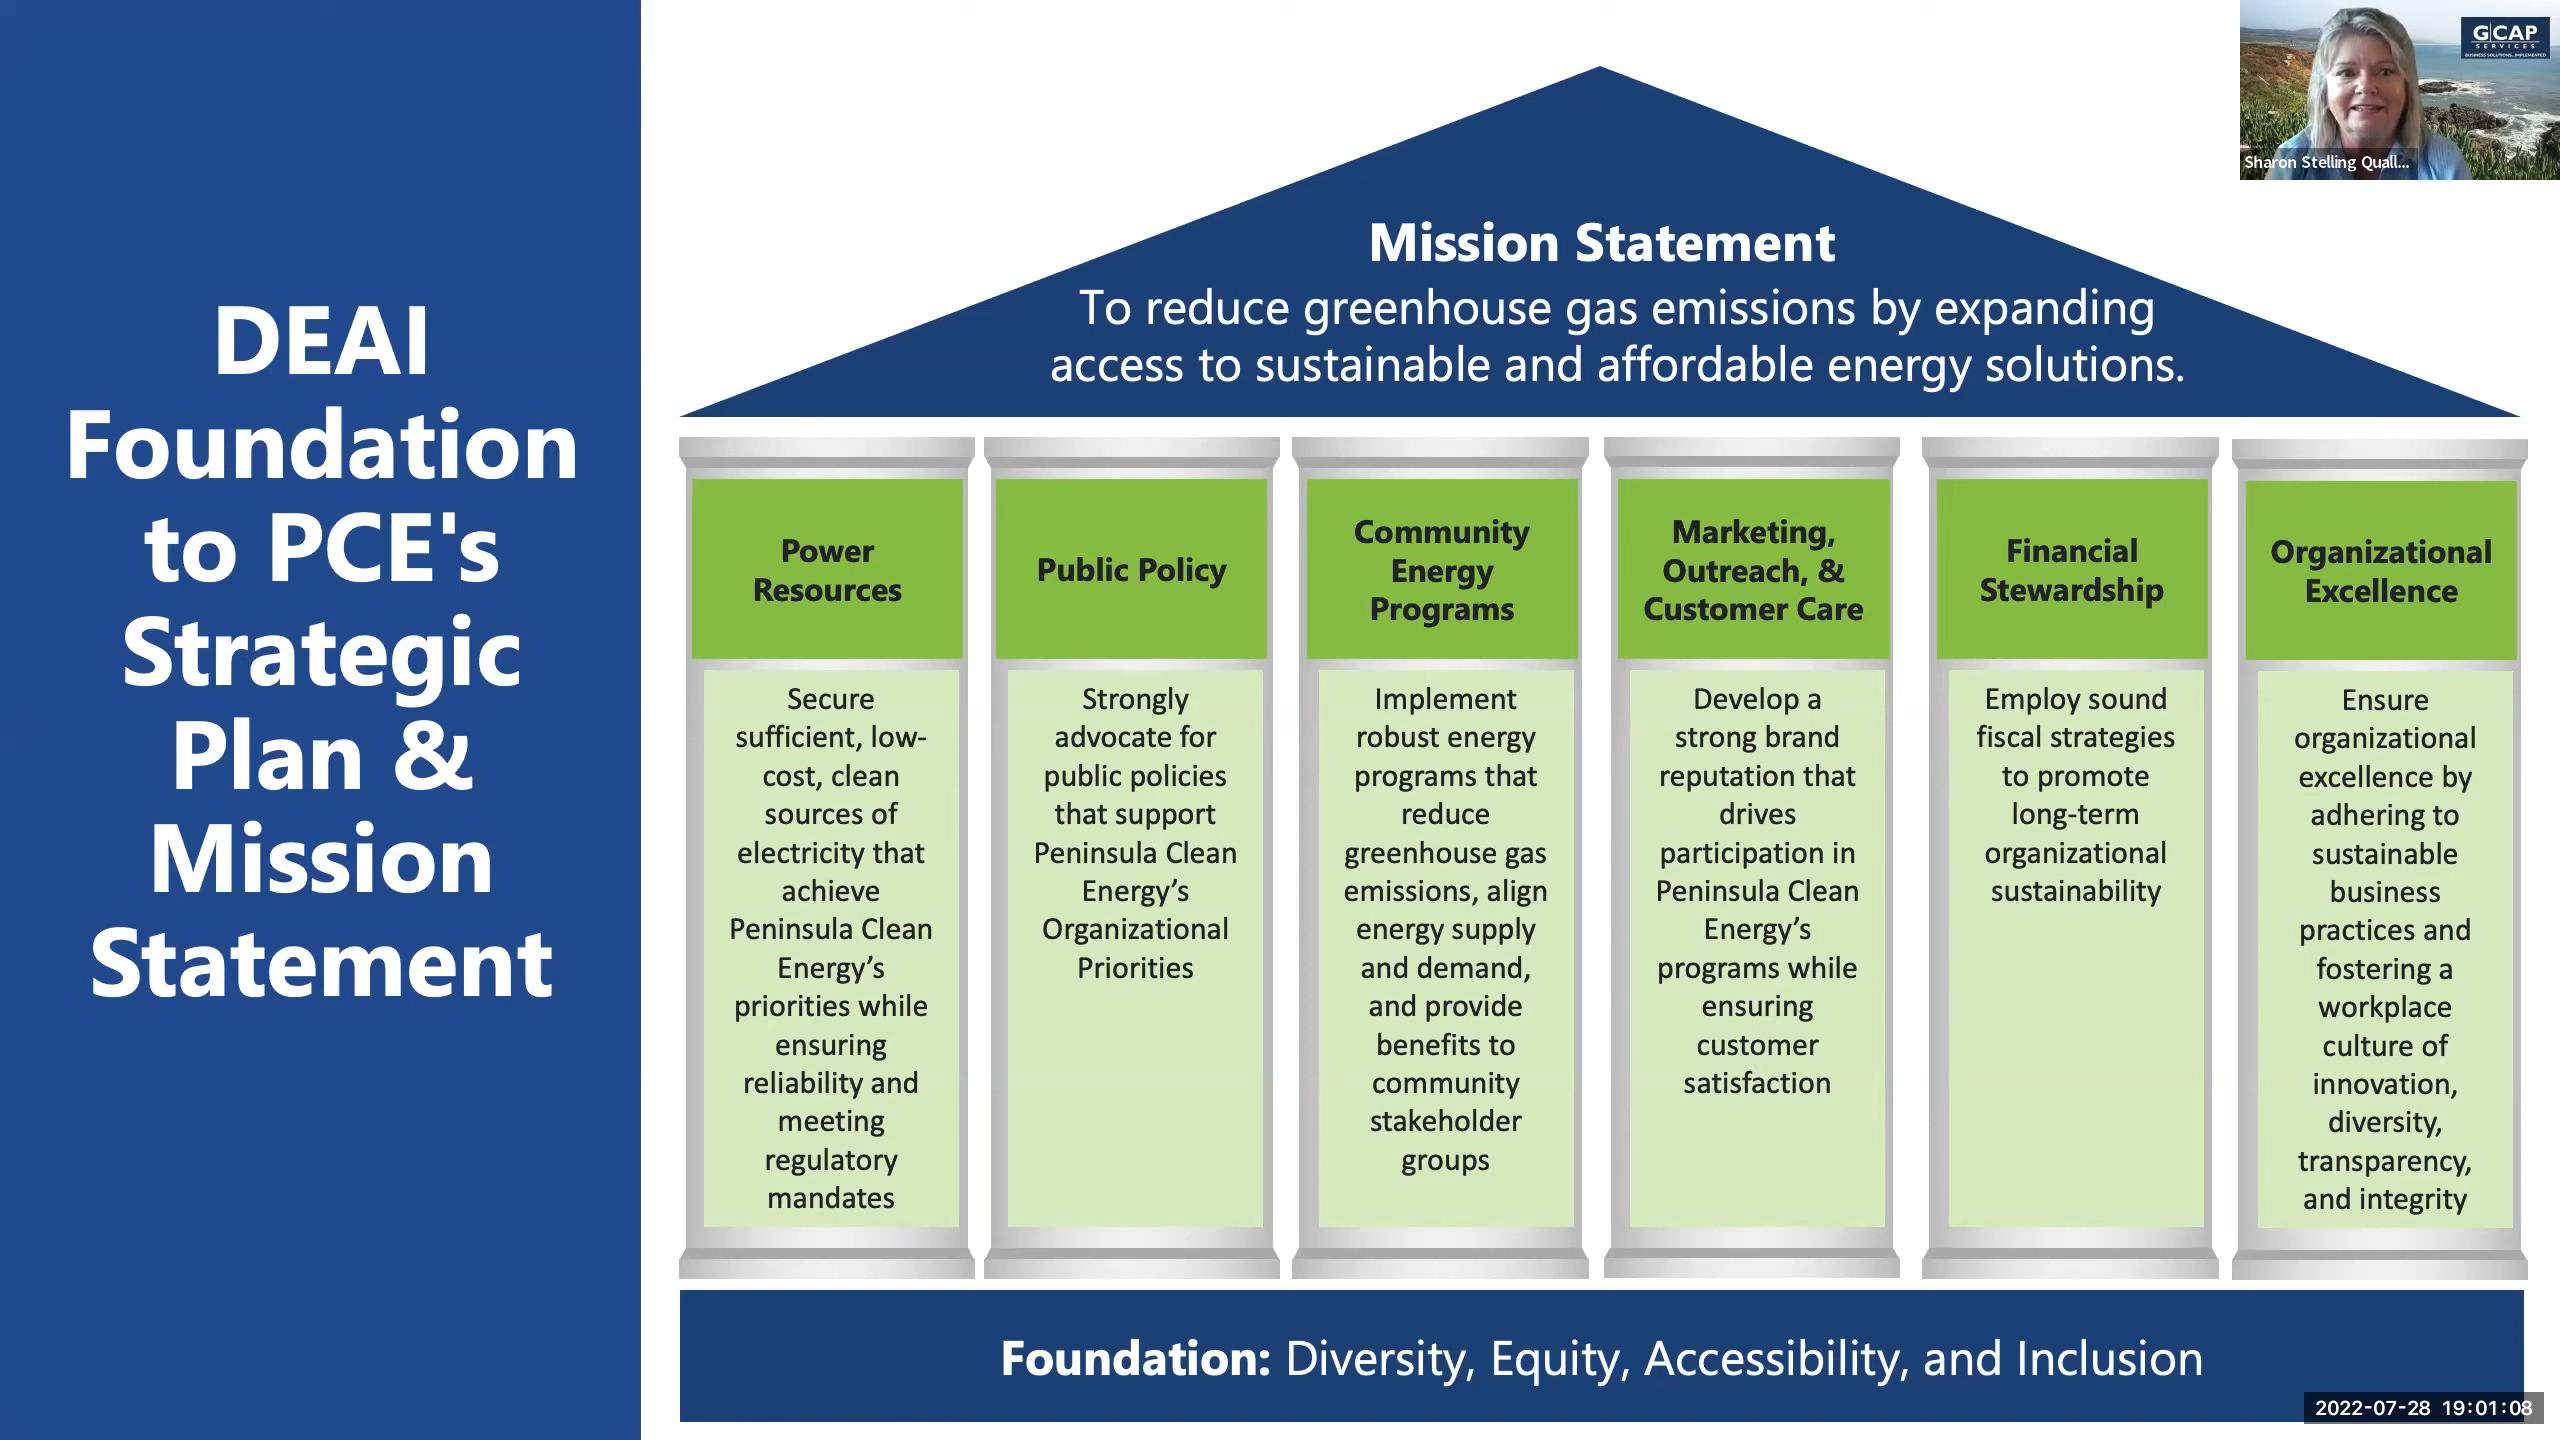 DEAI
Foundation
to PCE's
Strategic
Plan &
Mission
Statement
Mission Statement
To reduce greenhouse gas emissions by expanding
access to sustainable and affordable energy solutions.
Power
Resources
Secure
sufficient, low-
cost, clean
sources of
electricity that
achieve
Peninsula Clean
Energy’s
priorities while
ensuring
reliability and
meeting
regulatory
mandates
Public Policy
Strongly
advocate for
public policies
that support
Peninsula Clean
Energy’s
Organizational
Priorities
Community
Energy
Programs
Implement
robust energy
programs that
reduce
greenhouse gas
emissions, align
energy supply
and demand,
and provide
benefits to
community
stakeholder
groups
Marketing,
Outreach, &
Customer Care
Develop a
strong brand
reputation that
drives
participation in
Peninsula Clean
Energy’s
programs while
ensuring
customer
satisfaction
Financial
Stewardship
Employ sound
fiscal strategies
to promote
long-term
organizational
sustainability
Organizational
Excellence
Ensure
organizational
excellence by
adhering to
sustainable
business
practices and
fostering a
workplace
culture of
innovation,
diversity,
transparency,
and integrity
Foundation: Diversity, Equity, Accessibility, and Inclusion
G|CAP
SERVICES
BUSINESS SOLUTIONS...IMPLEMENTED
Sharon Stelling Quall...
2022-07-28 19:01:08